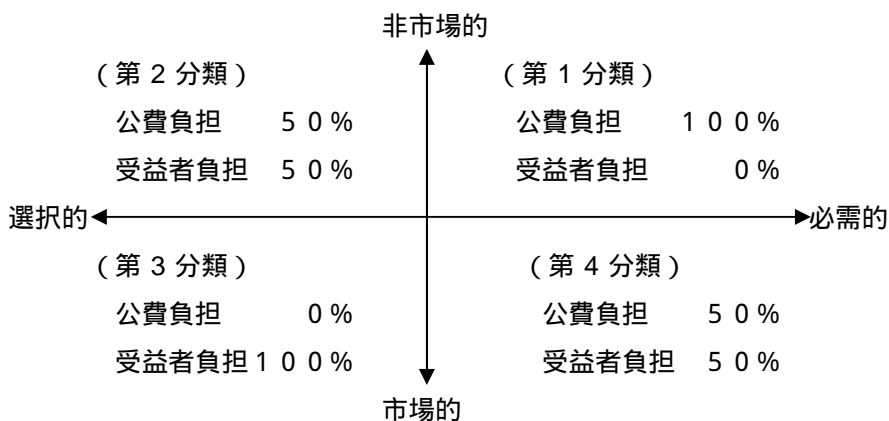 非市場的
(第2分類)
公費負担 50%
受益者負担 50%
(第1分類)
公費負担 100%
受益者負担 0%
選択的
必需的
(第3分類)
公費負担 0%
受益者負担100%
(第4分類)
公費負担 50%
受益者負担 50%
市場的